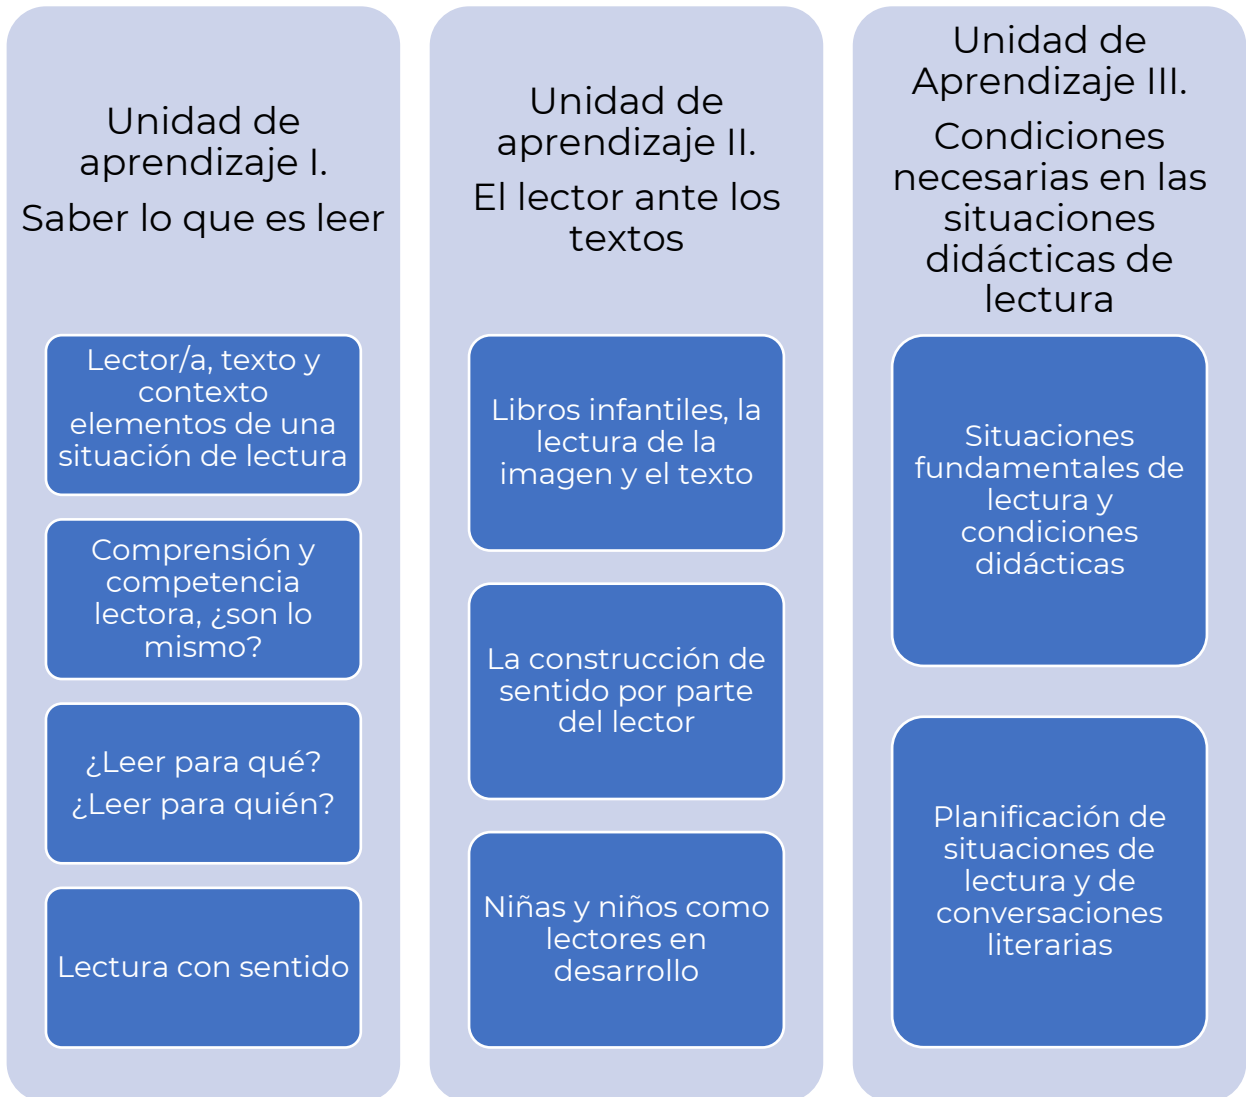 Unidad de
aprendizaje I.
Saber lo que es leer
Lector/a, texto y
contexto
elementos de una
situación de lectura
Comprensión y
competencia
lectora, ¿son lo
mismo?
¿Leer para qué?
¿Leer para quién?
Lectura con sentido
Unidad de
aprendizaje II.
El lector ante los
textos
Libros infantiles, la
lectura de la
imagen y el texto
La construcción de
sentido por parte
del lector
Niñas y niños como
lectores en
desarrollo
Unidad de
Aprendizaje III.
Condiciones
necesarias en las
situaciones
didácticas de
lectura
Situaciones
fundamentales de
lectura y
condiciones
didácticas
Planificación de
situaciones de
lectura y de
conversaciones
literarias